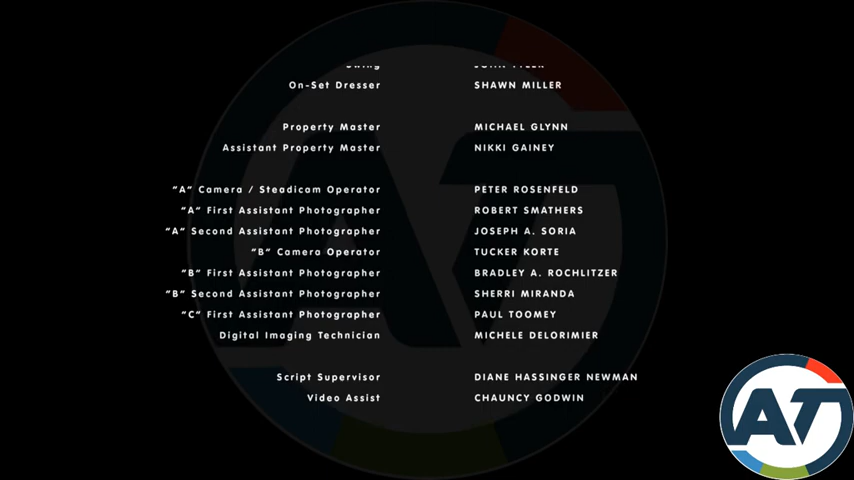 On-Set Dresser SHAWN MILLER
Property Master MICHAEL GLYNN
Assistant Property Master NIKKI GAINEY
"A" Camera / Steadicam Operator PETER ROSENFELD
"A" First Assistant Photographer ROBERT SMATHERS
"A" Second Assistant Photographer JOSEPH A. SORIA
"B" Camera Operator TUCKER KORTE
"B" First Assistant Photographer BRADLEY A. ROCHLITZER
"B" Second Assistant Photographer SHERRI MIRANDA
"C" First Assistant Photographer PAUL TOOMEY
Digital Imaging Technician MICHELE DELORIMIER
Script Supervisor DIANE HASSINGER NEWMAN
Video Assist CHAUNCY GODWIN
AT